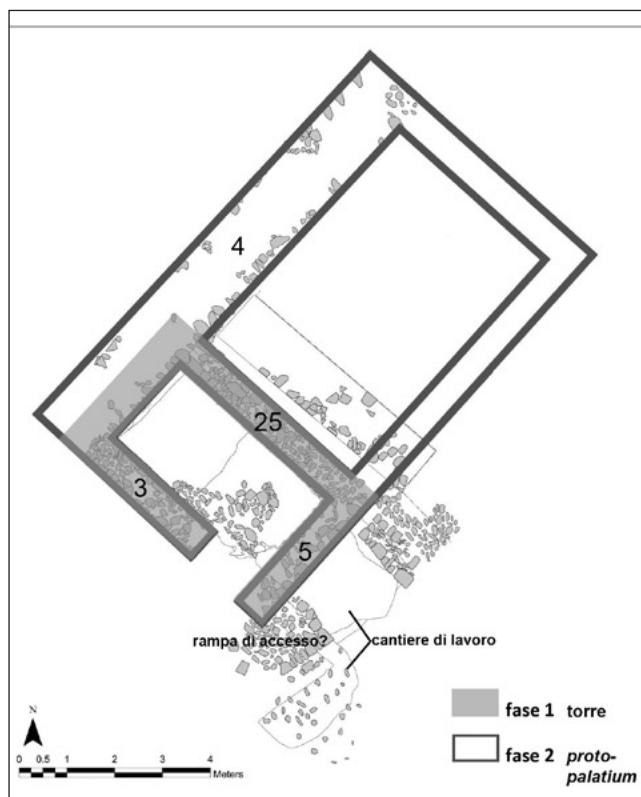 4
25
3
5
rampa di accesso?
cantiere di lavoro
N
0 0.5 1 2 3 4
Meters
fase 1 torre
fase 2 proto-
palatium